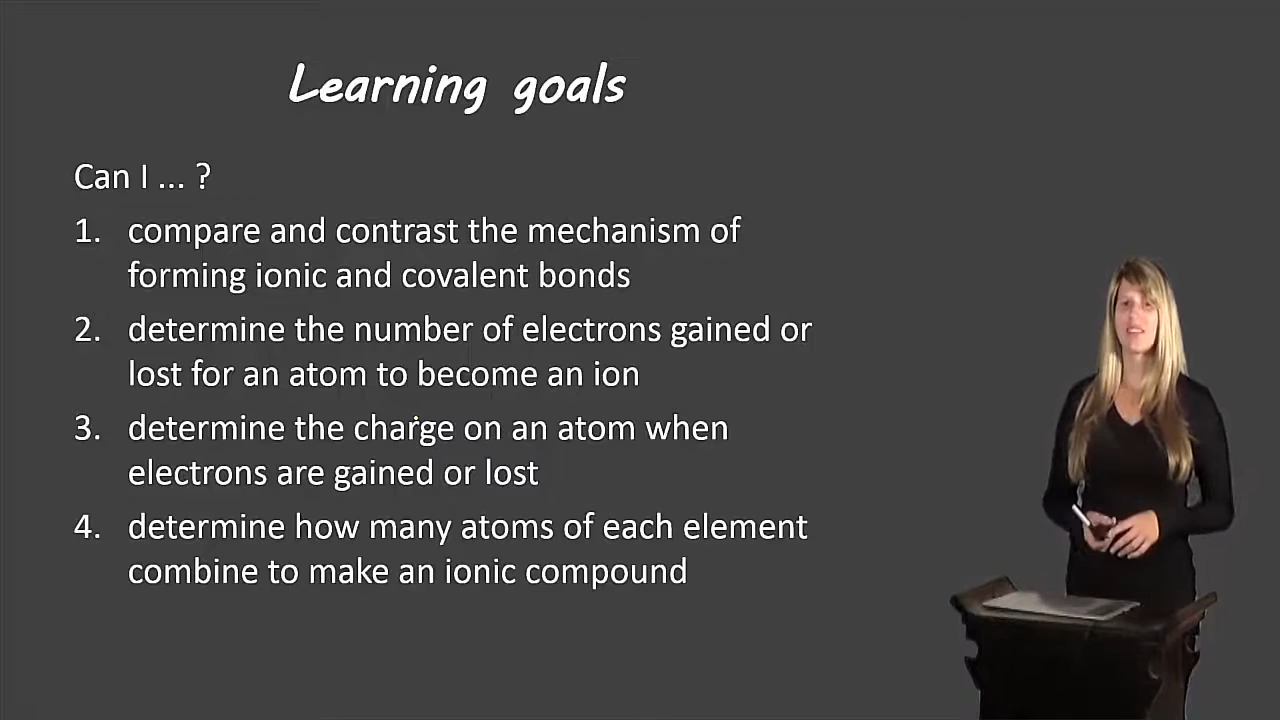 Learning goals
Can I ... ?
1. compare and contrast the mechanism of
forming ionic and covalent bonds
2. determine the number of electrons gained or
lost for an atom to become an ion
3. determine the charge on an atom when
electrons are gained or lost
4. determine how many atoms of each element
combine to make an ionic compound